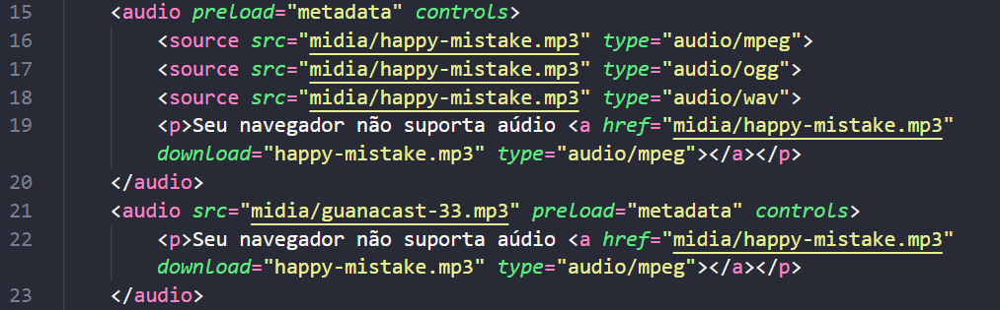 15 <audio preload="metadata" controls>
16 <source src="midia/happy-mistake.mp3" type="audio/mpeg">
17 <source src="midia/happy-mistake.mp3" type="audio/ogg">
18 <source src="midia/happy-mistake.mp3" type="audio/wav">
19 <p>Seu navegador não suporta aúdio <a href="midia/happy-mistake.mp3"
download="happy-mistake.mp3" type="audio/mpeg"></a></p>
20 </audio>
21 <audio src="midia/guanacast-33.mp3" preload="metadata" controls>
22 <p>Seu navegador não suporta aúdio <a href="midia/happy-mistake.mp3"
download="happy-mistake.mp3" type="audio/mpeg"></a></p>
23 </audio>